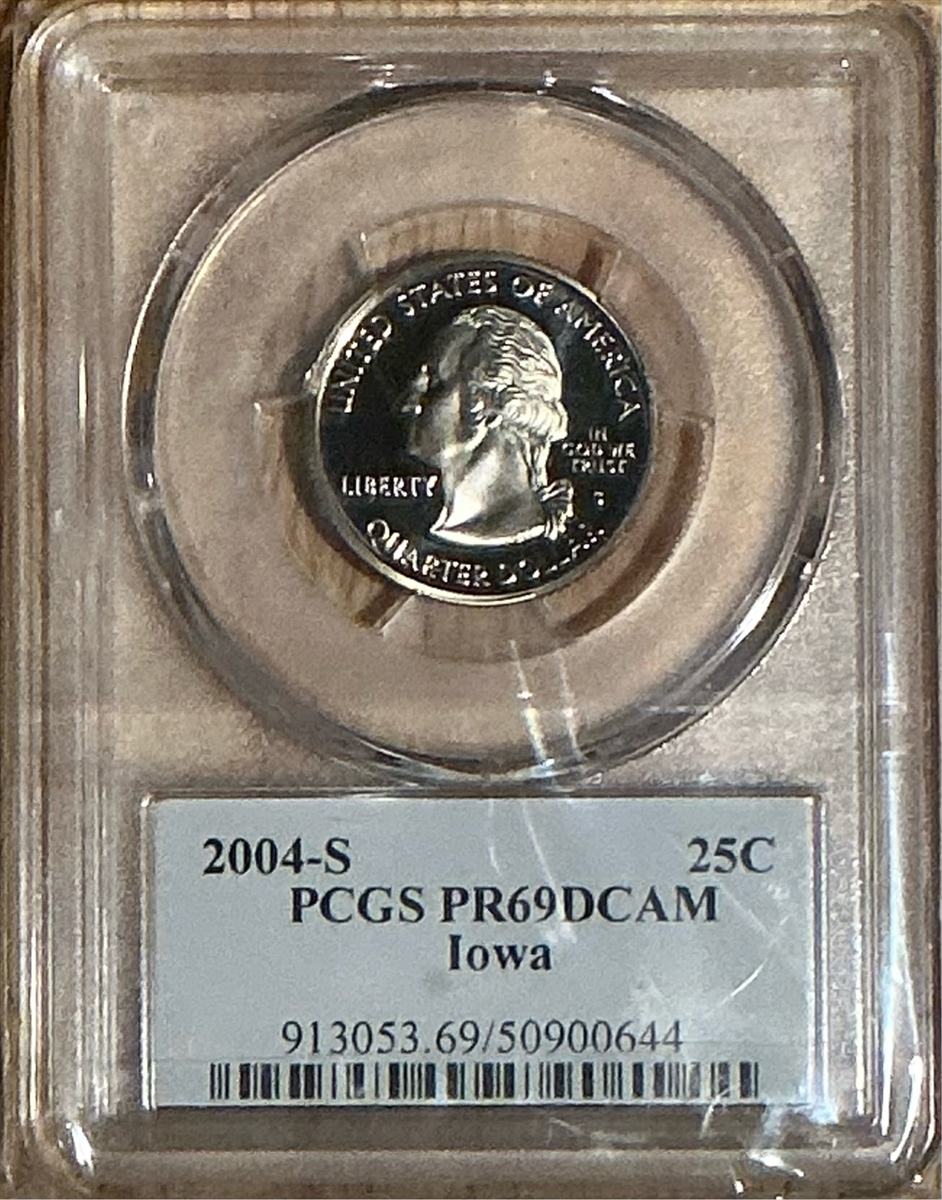 UNITED STATES OF AMERICA
IN
GOD WE
TRUST
LIBERTY
S
QUARTER DOLLAR
2004-S 25C
PCGS PR69DCAM
Iowa
913053.69/50900644